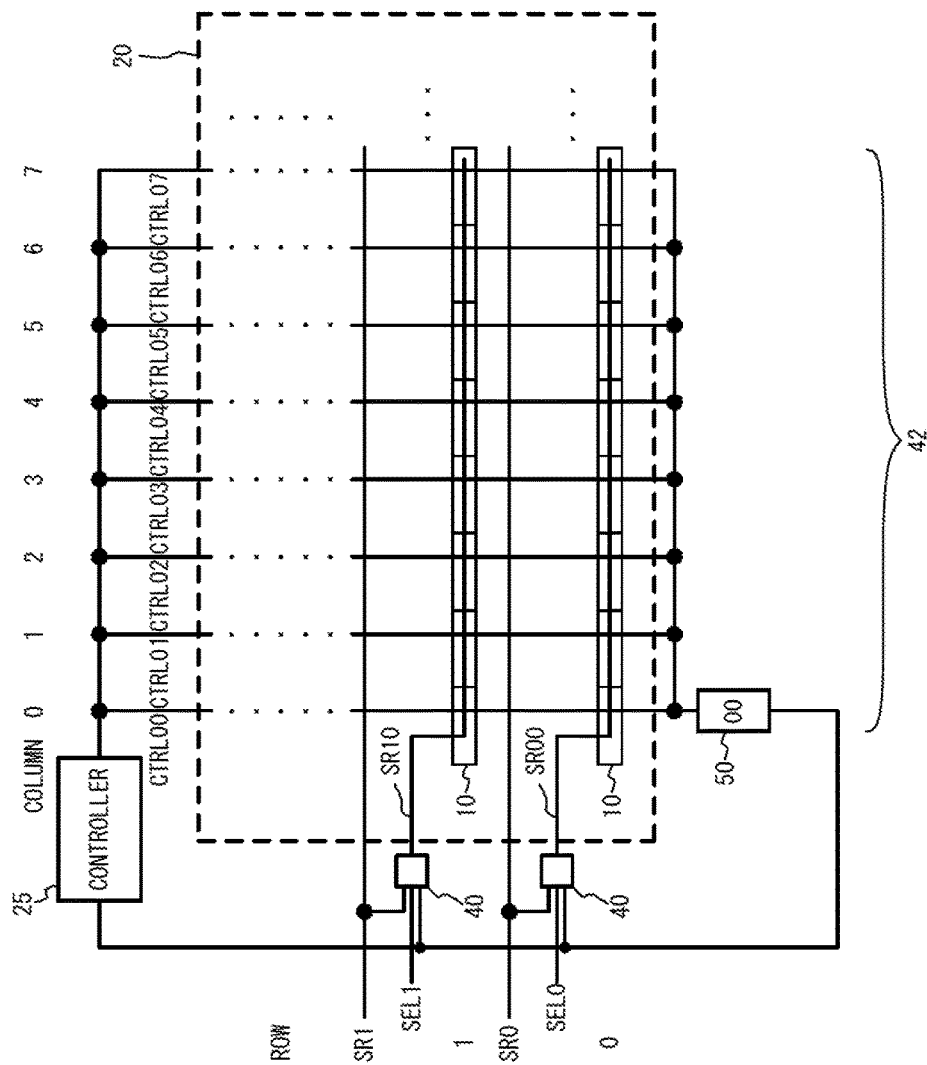 COLUMN 0 1 2 3 4 5 6 7
25
CONTROLLER
CTRL00 CTRL01 CTRL02 CTRL03 CTRL04 CTRL05 CTRL06 CTRL07
20
ROW
SR1
SEL1
40
SR10
1
10
SR0
SEL0
40
SR00
0
10
50
00
42